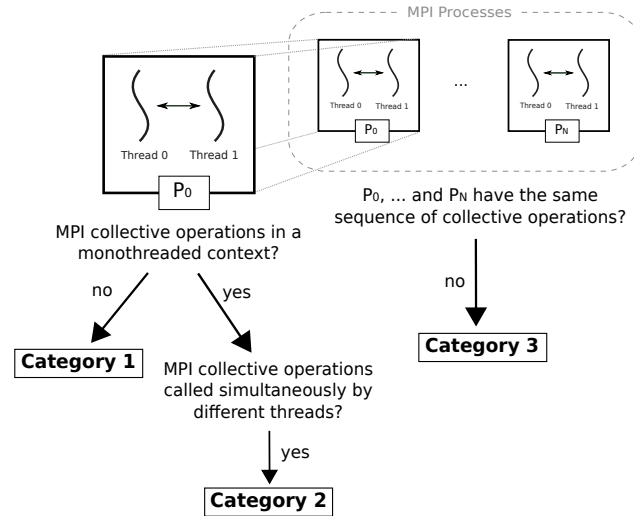 MPI Processes
Thread 0
Thread 1
P0
Thread 0
Thread 1
P0
...
Thread 0
Thread 1
PN
MPI collective operations in a
monothreaded context?
no
yes
Category 1
MPI collective operations
called simultaneously by
different threads?
yes
Category 2
P0, ... and PN have the same
sequence of collective operations?
no
Category 3